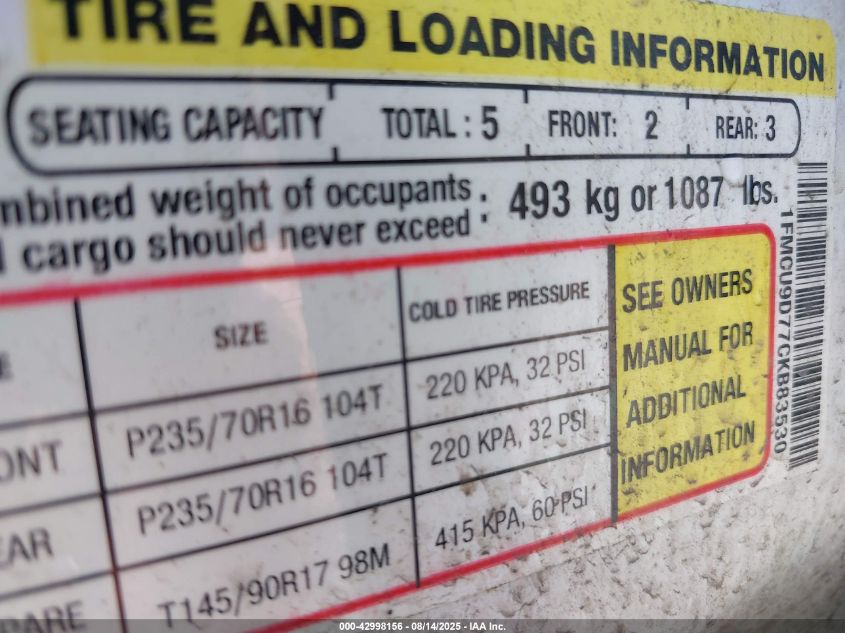 TIRE AND LOADING INFORMATION
SEATING CAPACITY TOTAL : 5 FRONT: 2 REAR: 3
mbined weight of occupants : 493 kg or 1087 lbs.
d cargo should never exceed :
E SIZE COLD TIRE PRESSURE SEE OWNERS MANUAL FOR ADDITIONAL INFORMATION
ONT P235/70R16 104T 220 KPA, 32 PSI
EAR P235/70R16 104T 220 KPA, 32 PSI
PARE T145/90R17 98M 415 KPA, 60 PSI
1FMCU9D77CKB83530
000-42998156 - 08/14/2025 - IAA Inc.